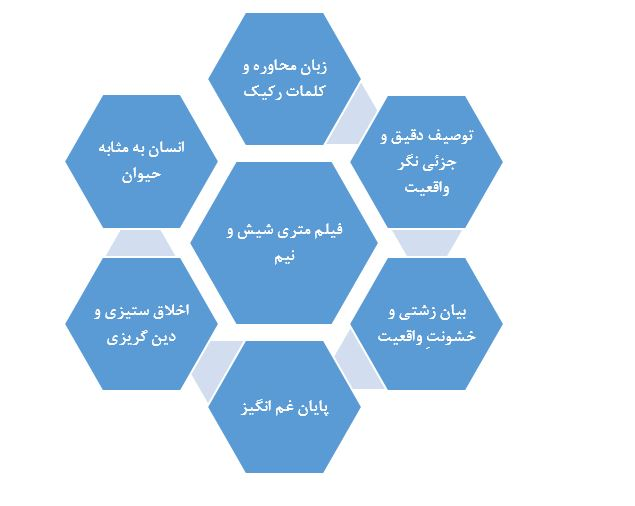 زبان محاوره و
کلمات رکیک
توصیف دقیق و
جزئی نگر
واقعیت
بیان زشتی و
خشونتِ واقعیت
پایان غم انگیز
اخلاق ستیزی و
دین گریزی
انسان به مثابه
حیوان
فیلم متری شیش و
نیم